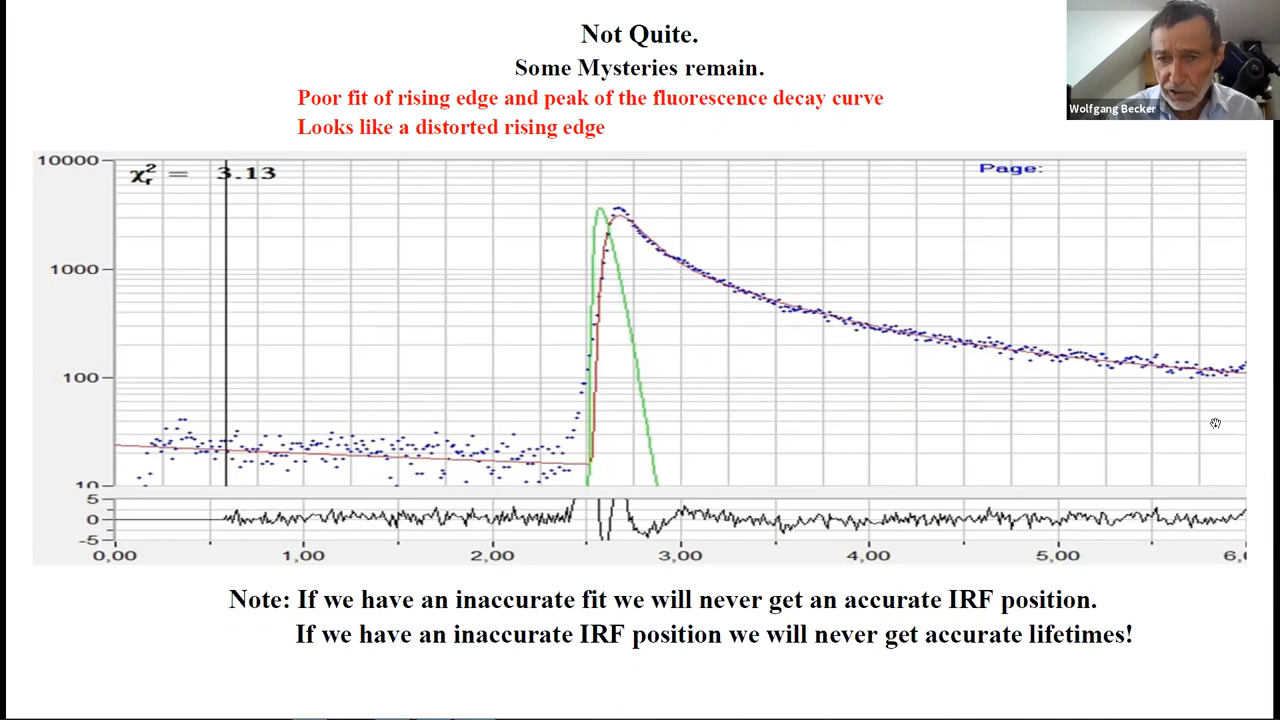 Not Quite.
Some Mysteries remain.
Poor fit of rising edge and peak of the fluorescence decay curve
Looks like a distorted rising edge
Wolfgang Becker
10000
χ²ᵣ = 3.13
Page:
1000
100
10
5
0
-5
0,00 1,00 2,00 3,00 4,00 5,00 6,0
Note: If we have an inaccurate fit we will never get an accurate IRF position.
If we have an inaccurate IRF position we will never get accurate lifetimes!